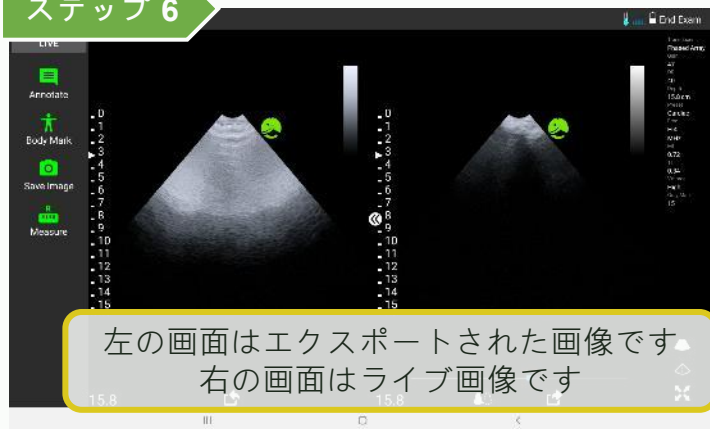 ステップ 6
End Exam
LIVE
Annotate
Body Mark
Save Image
Measure
0
1
2
3
4
5
6
7
8
9
10
11
12
13
14
15
0
1
2
3
4
5
6
7
8
9
10
11
12
13
14
15
Phased Array
15.8 cm
Cardiac
MHz
0.72
15
左の画面はエクスポートされた画像です
右の画面はライブ画像です
15.8
15.8